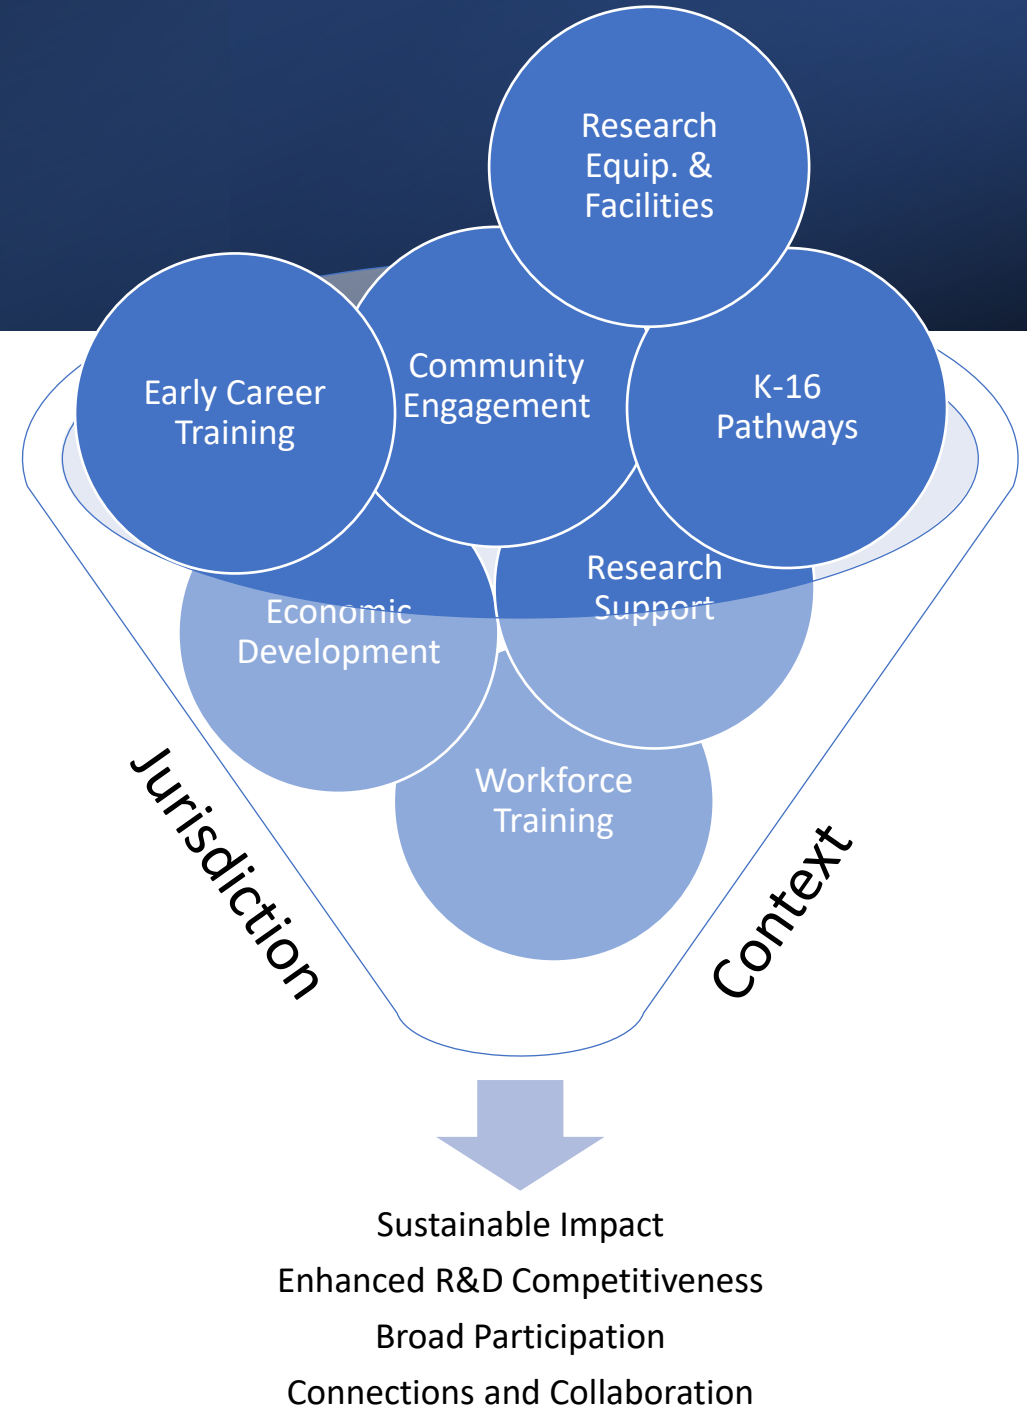 Research
Equip. &
Facilities
Early Career
Training
Community
Engagement
K-16
Pathways
Economic
Development
Research
Support
Workforce
Training
Jurisdiction
Context
Sustainable Impact
Enhanced R&D Competitiveness
Broad Participation
Connections and Collaboration